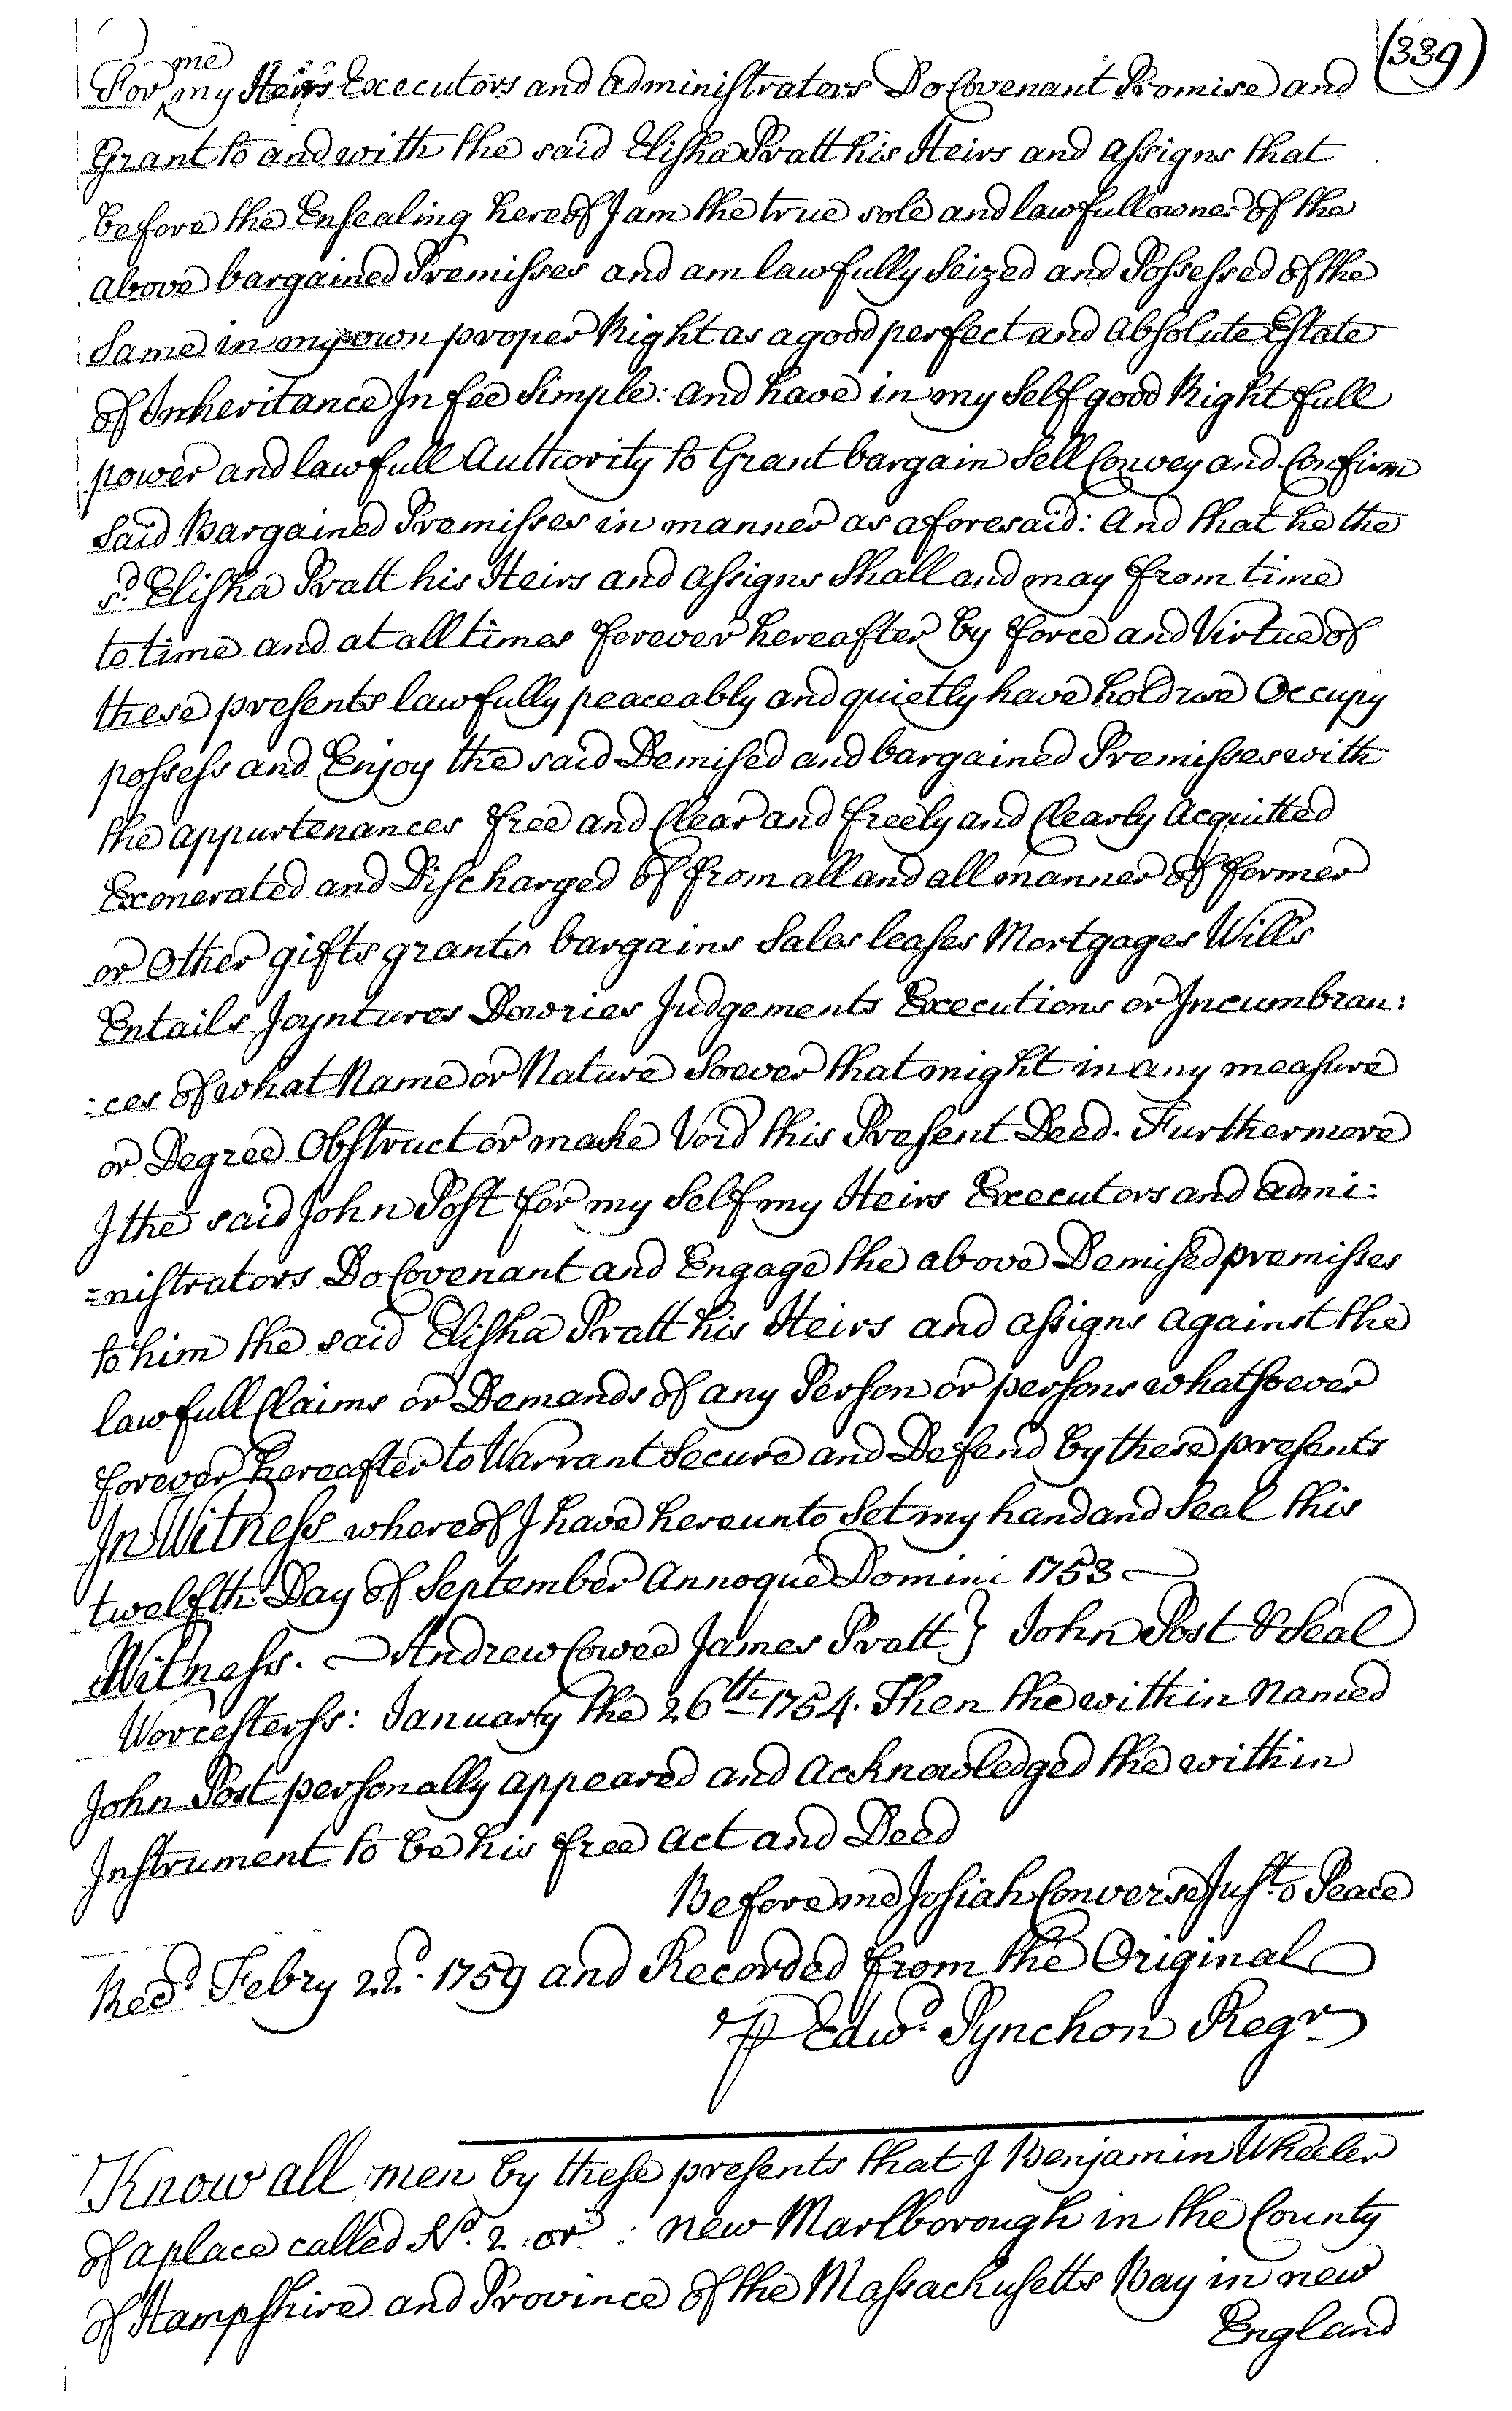 (339)
For me my Heirs Executors and administrators Do Covenant Promise and
Grant to and with the said Elisha Pratt his Heirs and assigns that
before the Ensealing hereof I am the true sole and lawfull owner of the
above bargained Premisses and am lawfully Seized and Possessed of the
Same in my own proper Right as a good perfect and absolute Estate
of Inheritance In fee Simple: and have in my Self good Right full
power and lawfull Authority to Grant bargain Sell Convey and Confirm
Said Bargained Premisses in manner as aforesaid: And that he the
sd. Elisha Pratt his Heirs and assigns Shall and may from time
to time and at all times forever hereafter by force and Virtue of
these presents lawfully peaceably and quietly have hold use Occupy
possess and Enjoy the said Demised and bargained Premisses with
the appurtenances free and Clear and freely and Clearly Acquitted
Exonerated and Discharged of from all and all manner of former
or Other gifts grants bargains Sales leases Mortgages Wills
Entails Joyntures Dowries Judgements Executions or Incumbran:
:ces of what Name or Nature Soever that might in any measure
or Degree Obstruct or make Void this Present Deed. Furthermore
I the said John Post for my Self my Heirs Executors and admi:
=nistrators Do Covenant and Engage the above Demised premisses
to him the said Elisha Pratt his Heirs and assigns against the
lawfull Claims or Demands of any Person or persons whatsoever
forever hereafter to Warrant Secure and Defend by these presents
In Witness whereof I have hereunto Set my hand and Seal this
twelfth Day of September Annoque Domini 1753
Witness. Andrew Cowee James Pratt } John Post & Seal
Worcesterss: January the 26th 1754. Then the within Named
John Post personally appeared and acknowledged the within
Instrument to be his free act and Deed
Before me Josiah Converse Just. o Peace
Recd. Febry 22d. 1759 and Recorded from the Original
P Edwd. Pynchon Regr
Know all men by these presents that I Benjamin Wheeler
of a place called No. 2 or : new Marlborough in the County
of Hampshire and Province of the Massachusetts Bay in new
England